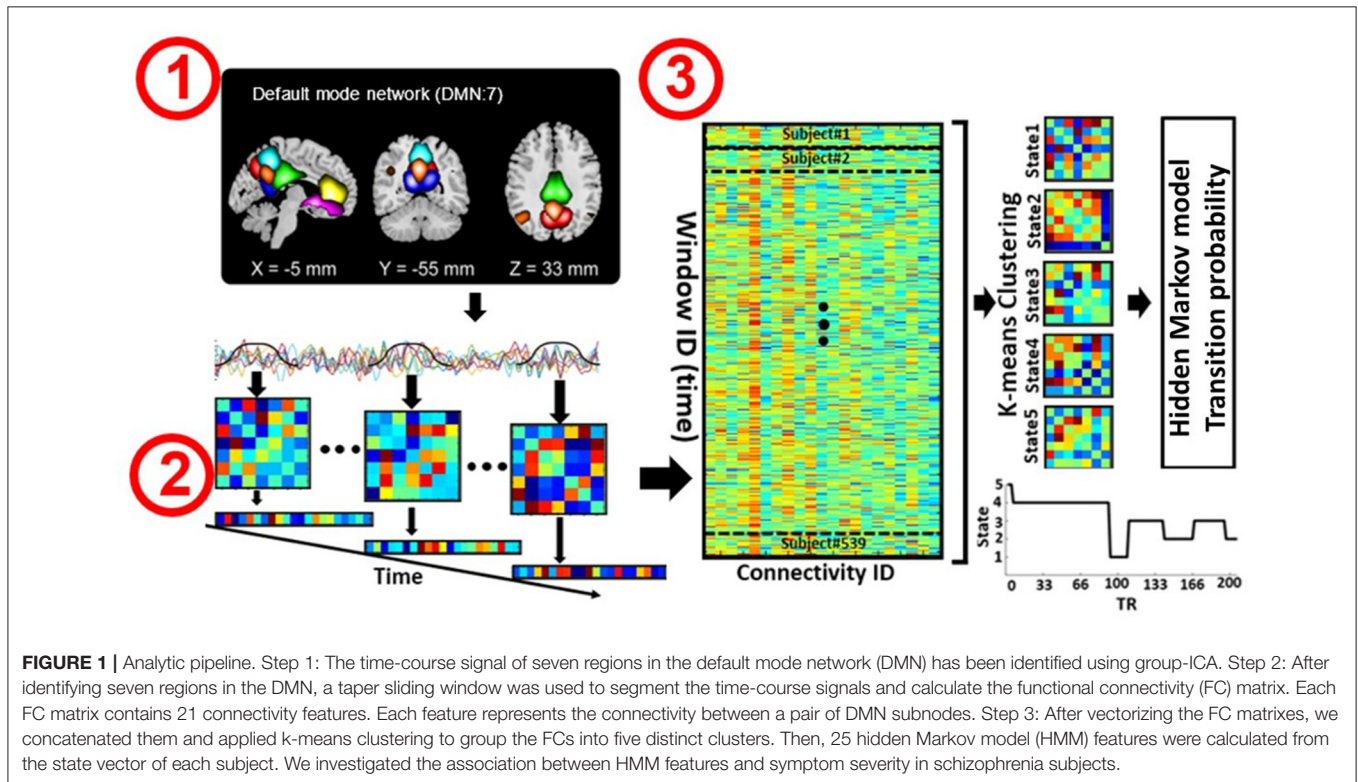 1
Default mode network (DMN:7)
X = -5 mm
Y = -55 mm
Z = 33 mm
2
Time
3
Window ID (time)
Subject#1
Subject#2
Subject#539
Connectivity ID
K-means Clustering
State1
State2
State3
State4
State5
Hidden Markov model
Transition probability
State
5
4
3
2
1
0 33 66 100 133 166 200
TR
FIGURE 1 | Analytic pipeline. Step 1: The time-course signal of seven regions in the default mode network (DMN) has been identified using group-ICA. Step 2: After
identifying seven regions in the DMN, a taper sliding window was used to segment the time-course signals and calculate the functional connectivity (FC) matrix. Each
FC matrix contains 21 connectivity features. Each feature represents the connectivity between a pair of DMN subnodes. Step 3: After vectorizing the FC matrixes, we
concatenated them and applied k-means clustering to group the FCs into five distinct clusters. Then, 25 hidden Markov model (HMM) features were calculated from
the state vector of each subject. We investigated the association between HMM features and symptom severity in schizophrenia subjects.